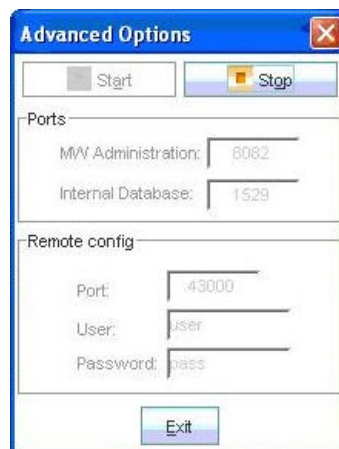 Advanced Options
Start Stop
Ports
MW Administration: 8082
Internal Database: 1529
Remote config
Port: 43000
User: user
Password: pass
Exit